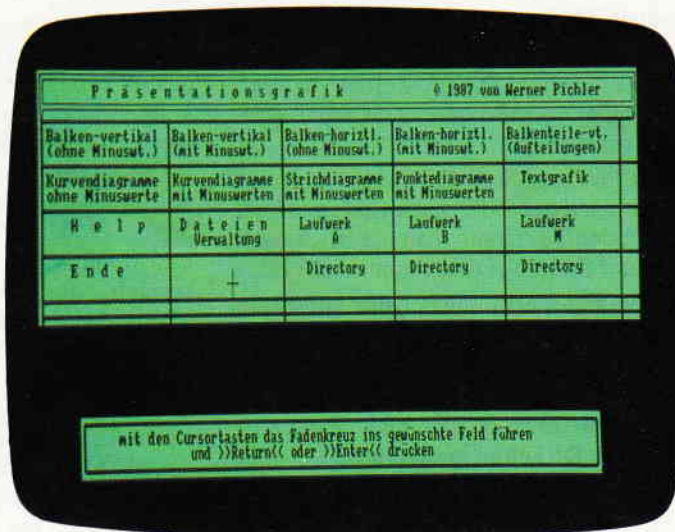 Präsentationsgrafik © 1987 von Werner Pichler
Balken-vertikal Balken-vertikal Balken-horiztl. Balken-horiztl. Balkenteile-vt.
(ohne Minuswt.) (mit Minuswt.) (ohne Minuswt.) (mit Minuswt.) (Aufteilungen)
Kurvendiagramme Kurvendiagramme Strichdiagramme Punktediagramme Textgrafik
ohne Minuswerte mit Minuswerten mit Minuswerten mit Minuswerten
Help Dateien Laufwerk Laufwerk Laufwerk
Verwaltung A B M
Ende Directory Directory Directory
mit den Cursortasten das Fadenkreuz ins gewünschte Feld führen
und >>Return<< oder >>Enter<< drücken